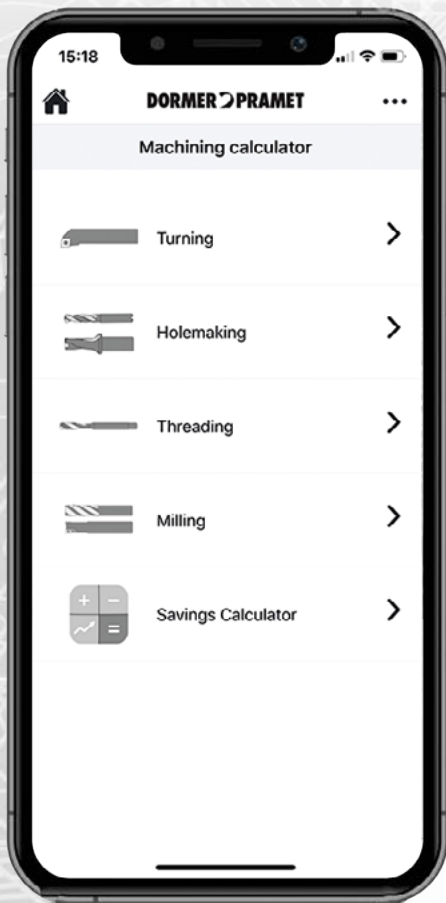 15:18
DORMER PRAMET
Machining calculator
Turning
Holemaking
Threading
Milling
Savings Calculator